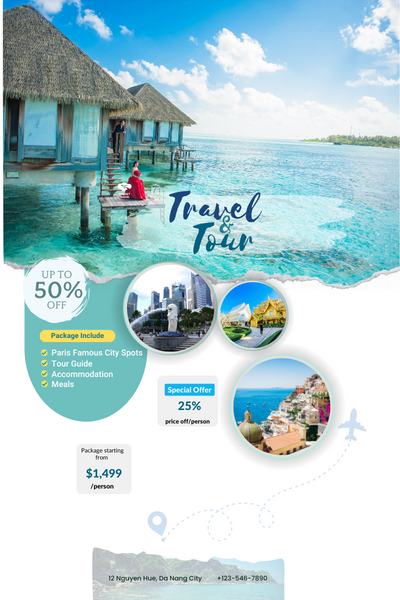 Travel
&
Tour
UP TO
50%
OFF
Package Include
Paris Famous City Spots
Tour Guide
Accommodation
Meals
Special Offer
25%
price off/person
Package starting
from
$1,499
/person
12 Nguyen Hue, Da Nang City +123-546-7890